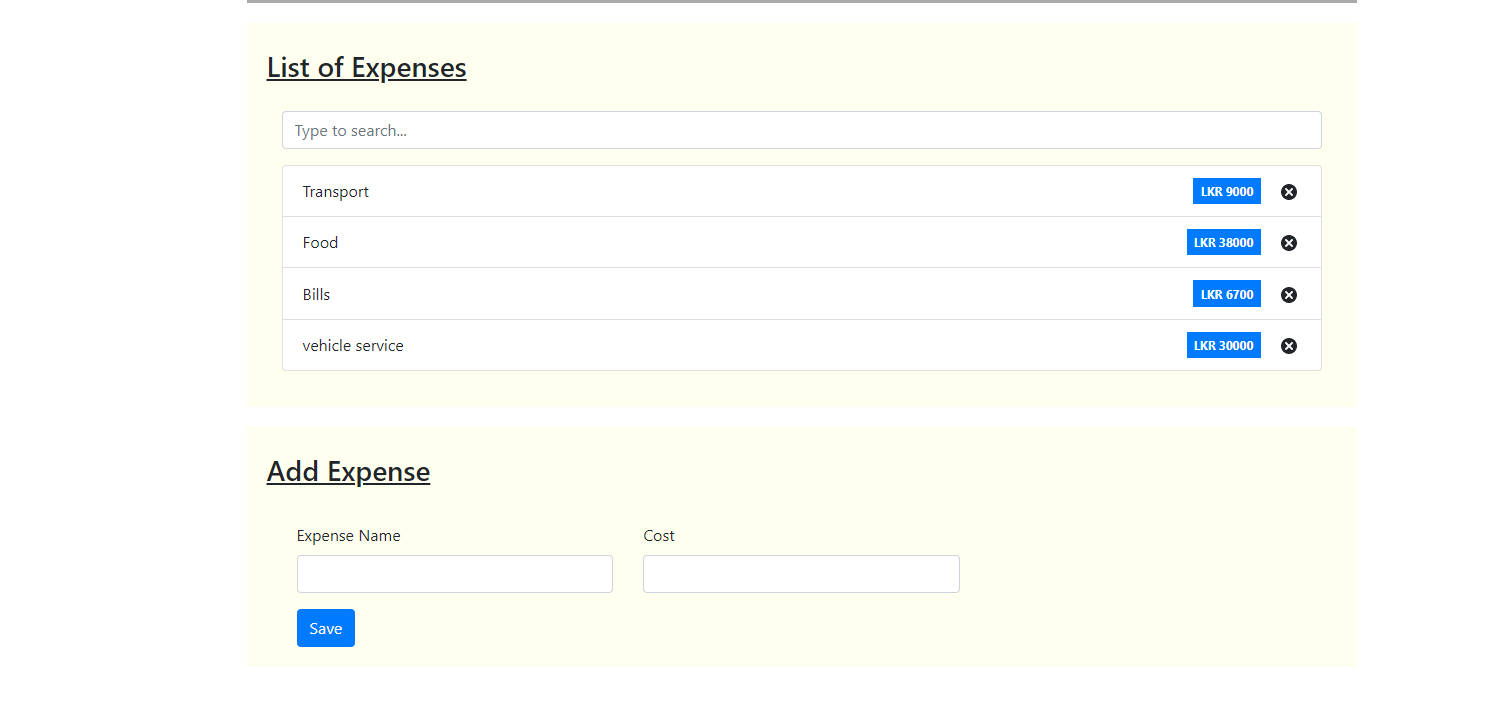 List of Expenses
Type to search...
Transport LKR 9000
Food LKR 38000
Bills LKR 6700
vehicle service LKR 30000
Add Expense
Expense Name Cost
Save